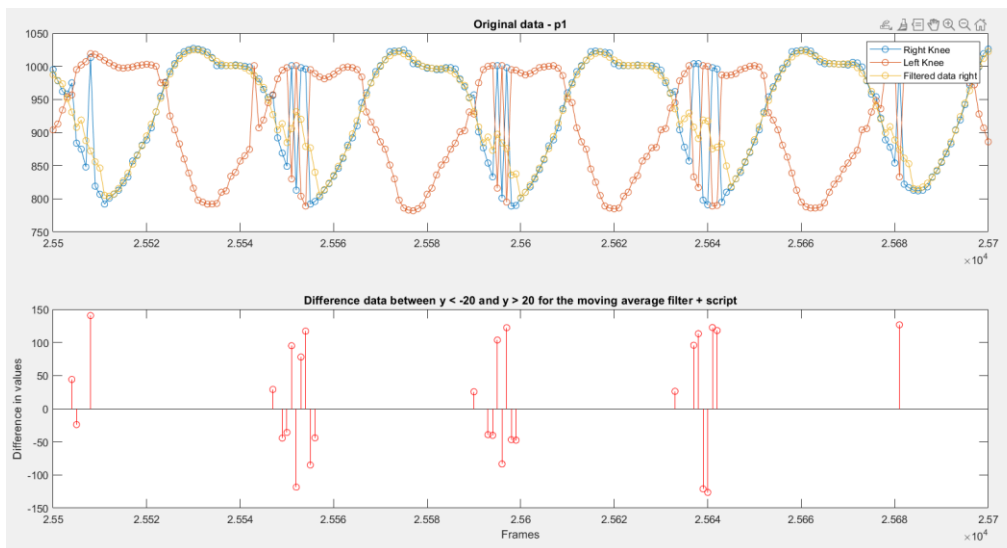 Original data - p1
1050
1000
950
900
850
800
750
Right Knee
Left Knee
Filtered data right
2.55 2.552 2.554 2.556 2.558 2.56 2.562 2.564 2.566 2.568 2.57
×10⁴
Difference data between y < -20 and y > 20 for the moving average filter + script
150
100
50
0
-50
-100
-150
Difference in values
2.55 2.552 2.554 2.556 2.558 2.56 2.562 2.564 2.566 2.568 2.57
Frames
×10⁴